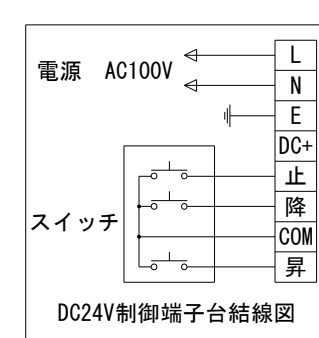 電源 AC100V
L
N
E
DC+
止
降
COM
昇
スイッチ
DC24V制御端子台結線図